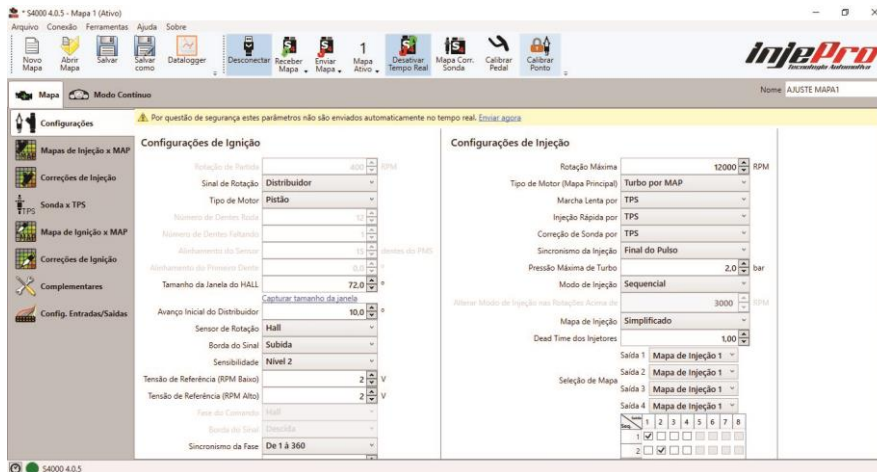 * S4000 4.0.5 - Mapa 1 (Ativo)
Arquivo Conexão Ferramentas Ajuda Sobre
Novo Mapa Abrir Mapa Salvar Salvar como Datalogger Desconectar Receber Mapa Enviar Mapa 1 Mapa Ativo Desativar Tempo Real Mapa Corr. Sonda Calibrar Pedal Calibrar Ponto
InjePro
Tecnologia Automotiva
Mapa Modo Contínuo
Nome AJUSTE MAPA1
Configurações
Mapas de Injeção x MAP
Correções de Injeção
Sonda x TPS
Mapa de Ignição x MAP
Correções de Ignição
Complementares
Config. Entradas/Saídas
Por questão de segurança estes parâmetros não são enviados automaticamente no tempo real. Enviar agora
Configurações de Ignição
Rotação de Partida 400 RPM
Sinal de Rotação Distribuidor
Tipo de Motor Pistão
Número de Dentes Roda 12
Número de Dentes Faltando 1
Alinhamento do Sensor 15 dentes do PMS
Alinhamento do Primeiro Dente 0,0 °
Tamanho da Janela do HALL 72,0 °
Capturar tamanho da janela
Avanço Inicial do Distribuidor 10,0 °
Sensor de Rotação Hall
Borda do Sinal Subida
Sensibilidade Nível 2
Tensão de Referência (RPM Baixo) 2 V
Tensão de Referência (RPM Alto) 2 V
Fase do Comando Hall
Borda do Sinal Descida
Sincronismo da Fase De 1 à 360
Configurações de Injeção
Rotação Máxima 12000 RPM
Tipo de Motor (Mapa Principal) Turbo por MAP
Marcha Lenta por TPS
Injeção Rápida por TPS
Correção de Sonda por TPS
Sincronismo da Injeção Final do Pulso
Pressão Máxima de Turbo 2,0 bar
Modo de Injeção Sequencial
Alterar Modo de Injeção nas Rotações Acima de 3000 RPM
Mapa de Injeção Simplificado
Dead Time dos Injetores 1,00
Seleção de Mapa
Saída 1 Mapa de Injeção 1
Saída 2 Mapa de Injeção 1
Saída 3 Mapa de Injeção 1
Saída 4 Mapa de Injeção 1
Seq. Saída 1 2 3 4 5 6 7 8
1
2
S4000 4.0.5